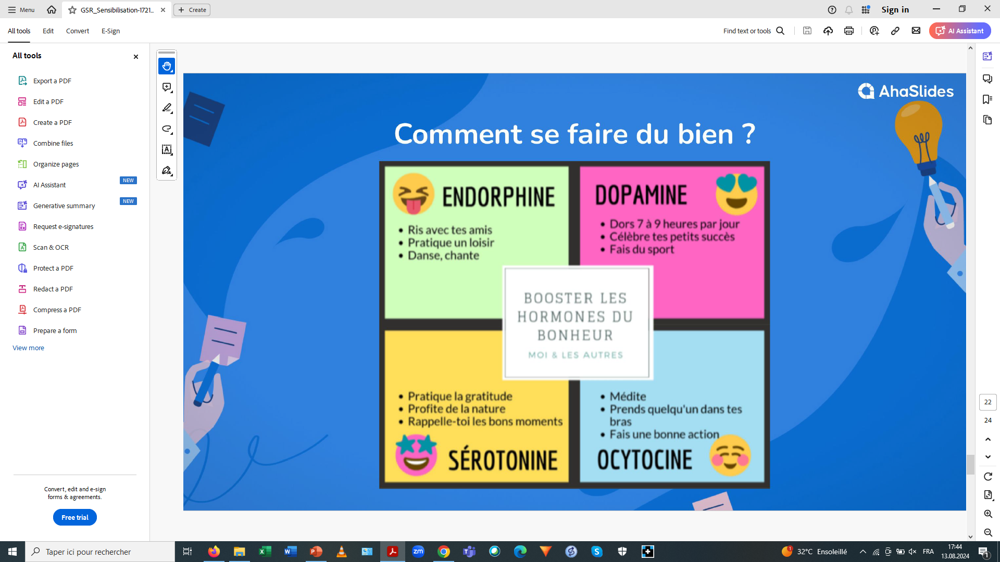 Menu
GSR_Sensibilisation-1721...
Create
Sign in
All tools
Edit
Convert
E-Sign
Find text or tools
AI Assistant
All tools
Export a PDF
Edit a PDF
Create a PDF
Combine files
Organize pages
AI Assistant
NEW
Generative summary
NEW
Request e-signatures
Scan & OCR
Protect a PDF
Redact a PDF
Compress a PDF
Prepare a form
View more
Convert, edit and e-sign
forms & agreements.
Free trial
AhaSlides
Comment se faire du bien ?
ENDORPHINE
• Ris avec tes amis
• Pratique un loisir
• Danse, chante
DOPAMINE
• Dors 7 à 9 heures par jour
• Célèbre tes petits succès
• Fais du sport
BOOSTER LES
HORMONES DU
BONHEUR
MOI & LES AUTRES
• Pratique la gratitude
• Profite de la nature
• Rappelle-toi les bons moments
SÉROTONINE
• Médite
• Prends quelqu'un dans tes
bras
• Fais une bonne action
OCYTOCINE
22
24
Taper ici pour rechercher
zm
32°C Ensoleillé
FRA
17:44
13.08.2024